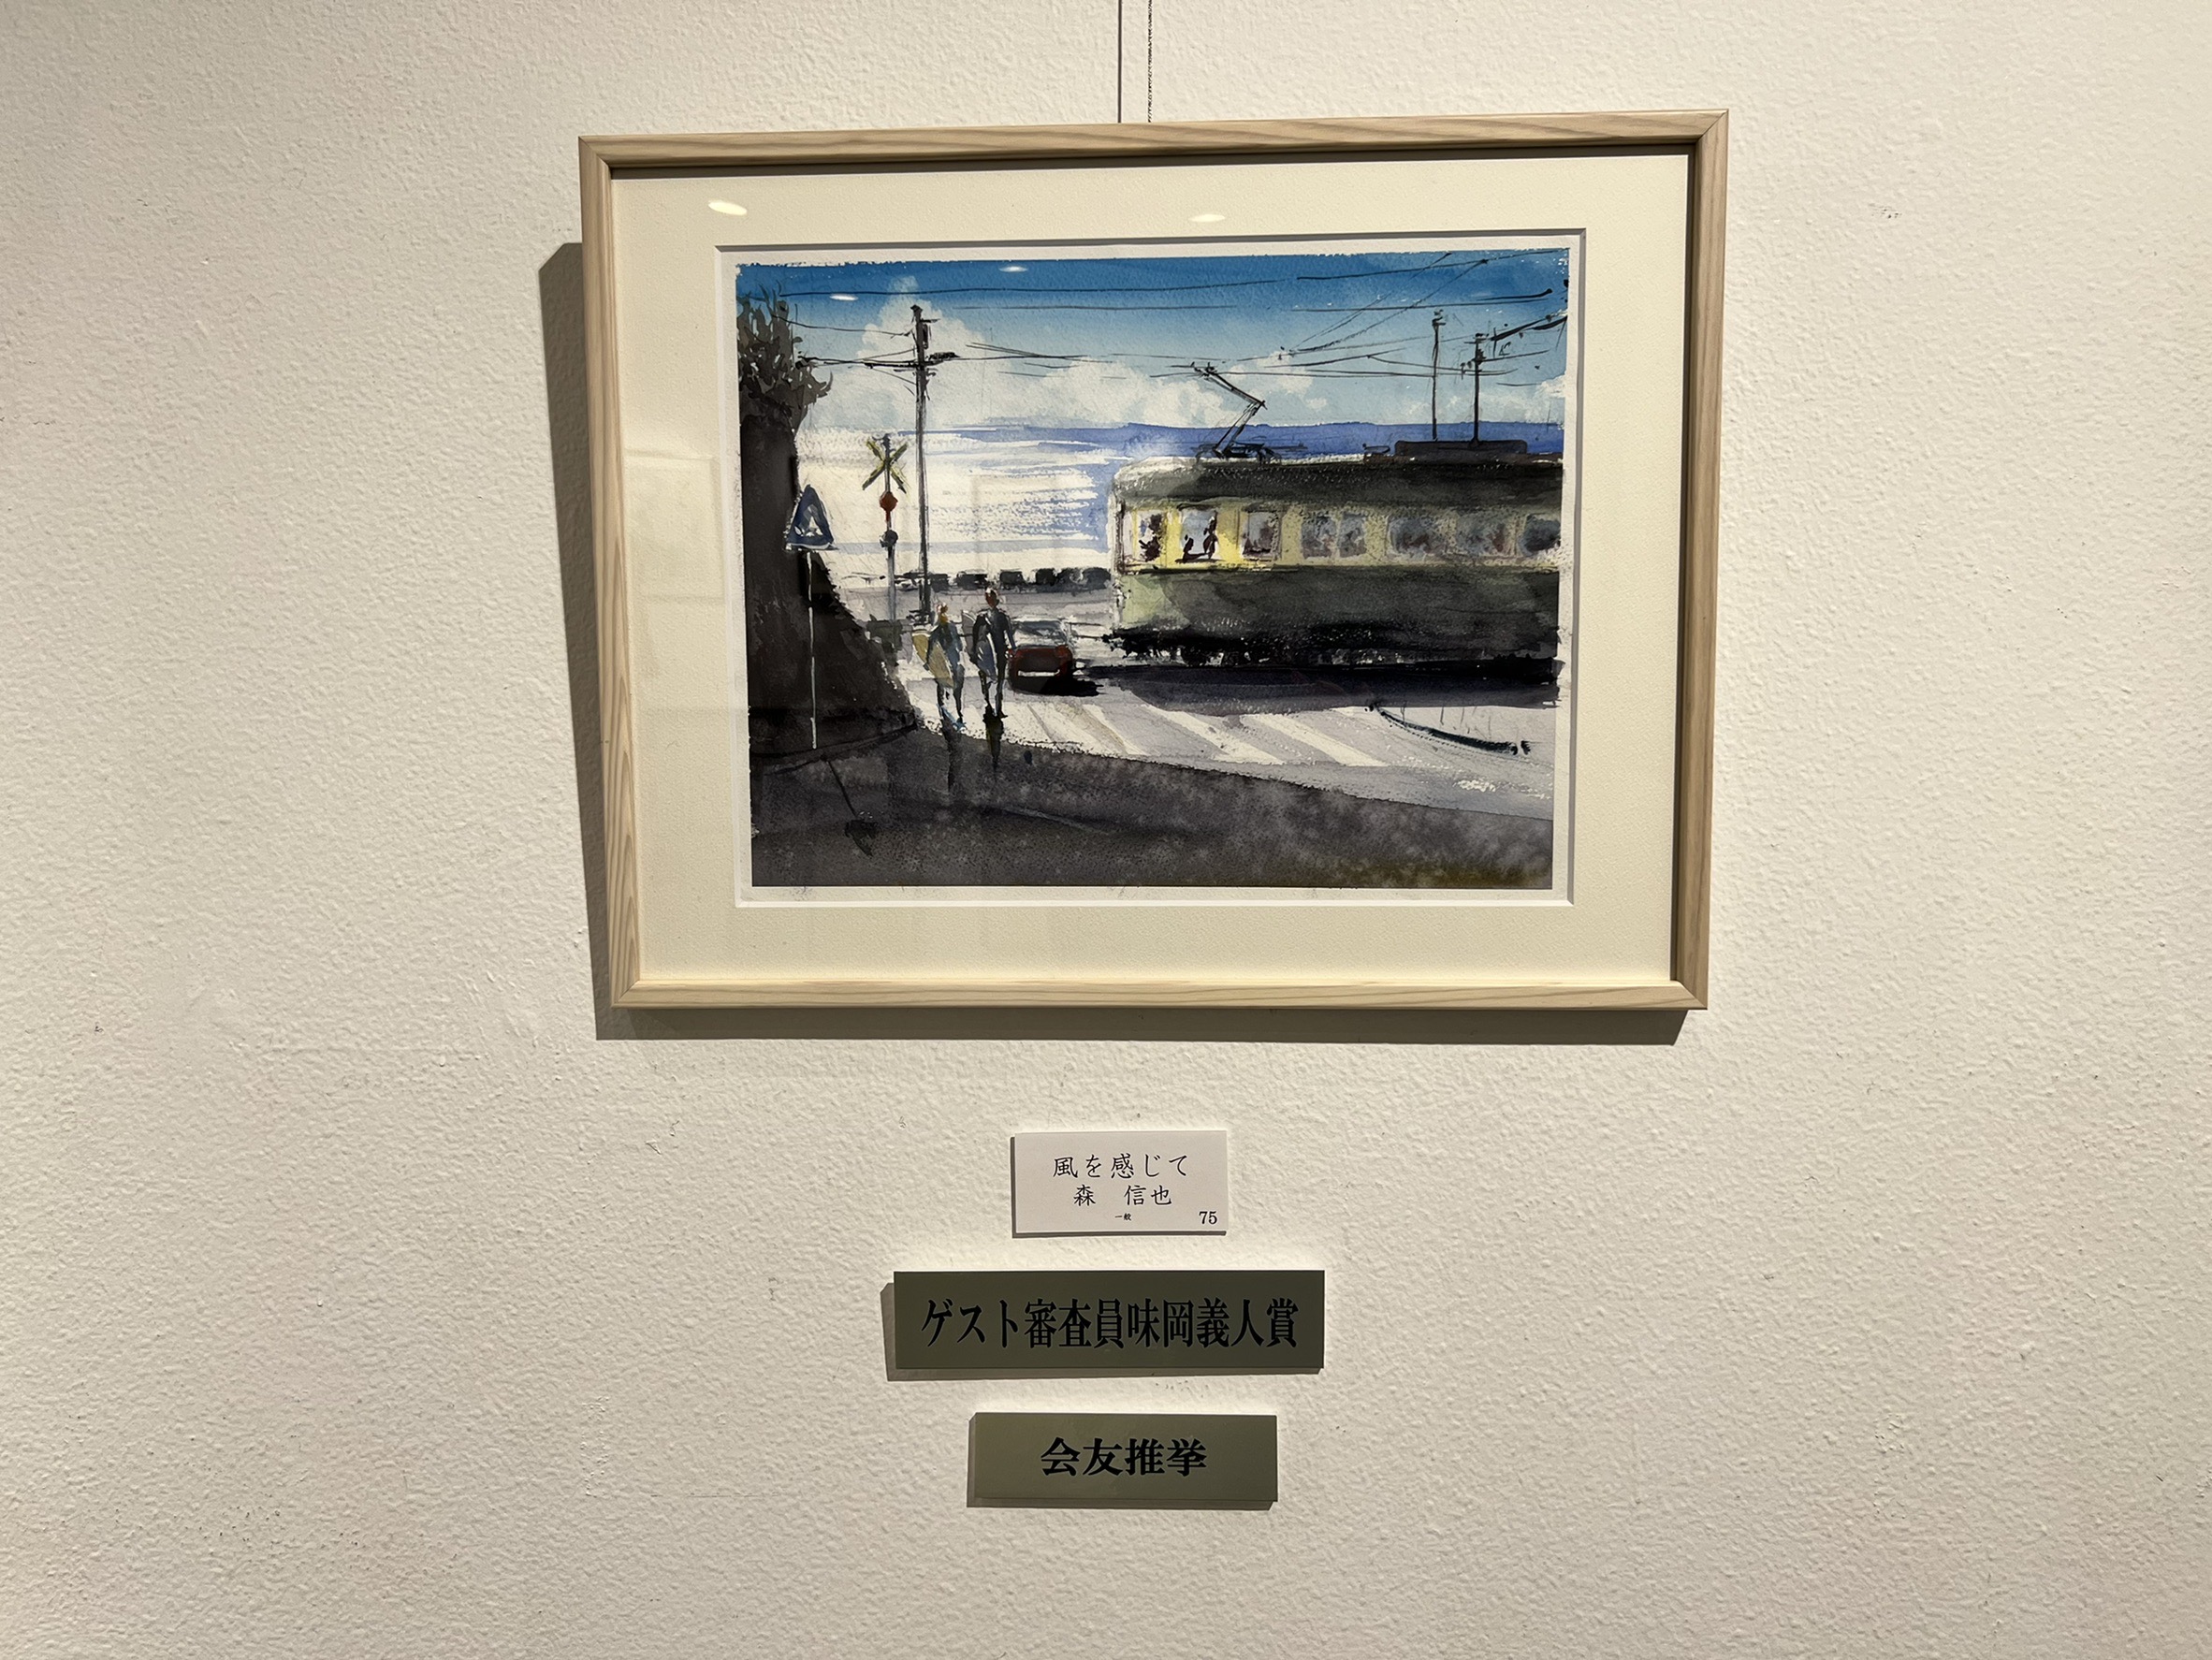 風を感じて
森　信也
一般
75
ゲスト審査員味岡義人賞
会友推挙